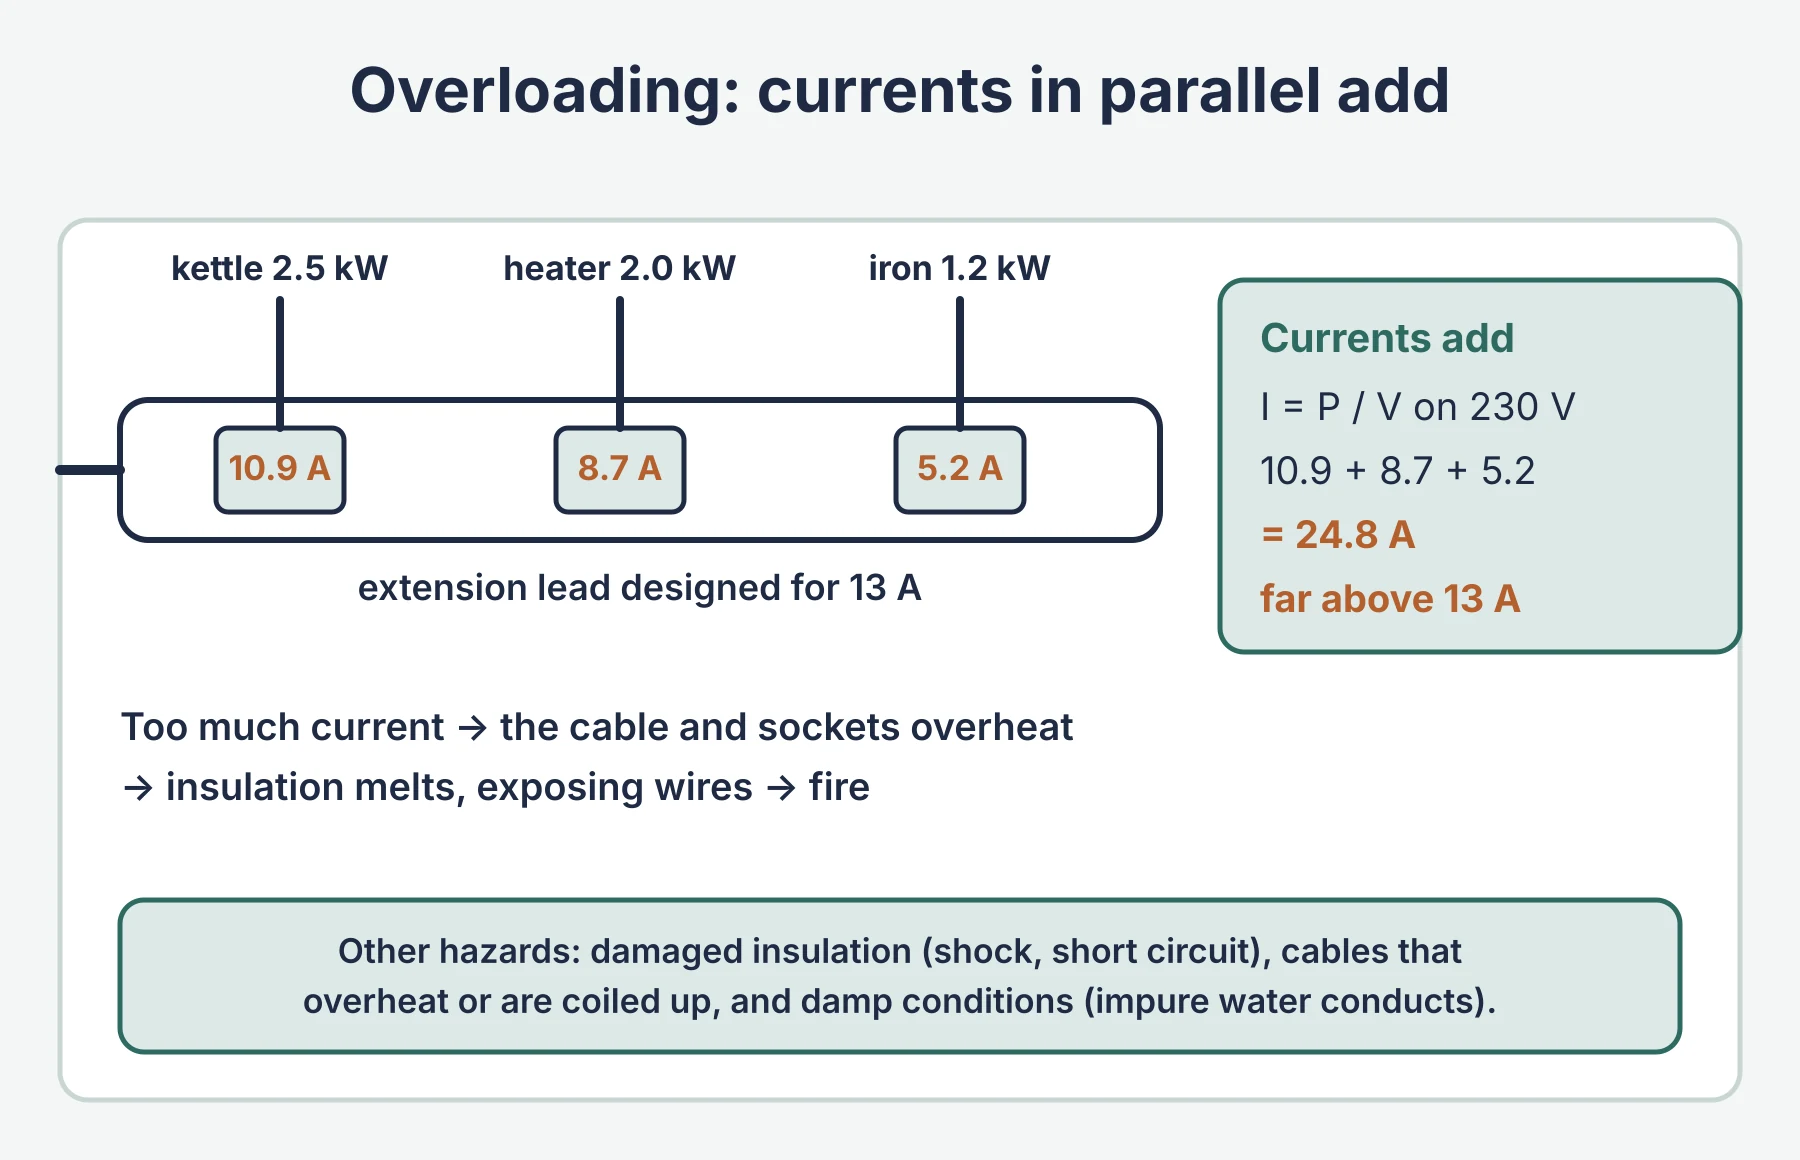 Overloading: currents in parallel add
kettle 2.5 kW
heater 2.0 kW
iron 1.2 kW
10.9 A
8.7 A
5.2 A
extension lead designed for 13 A
Currents add
I = P / V on 230 V
10.9 + 8.7 + 5.2
= 24.8 A
far above 13 A
Too much current → the cable and sockets overheat
→ insulation melts, exposing wires → fire
Other hazards: damaged insulation (shock, short circuit), cables that
overheat or are coiled up, and damp conditions (impure water conducts).